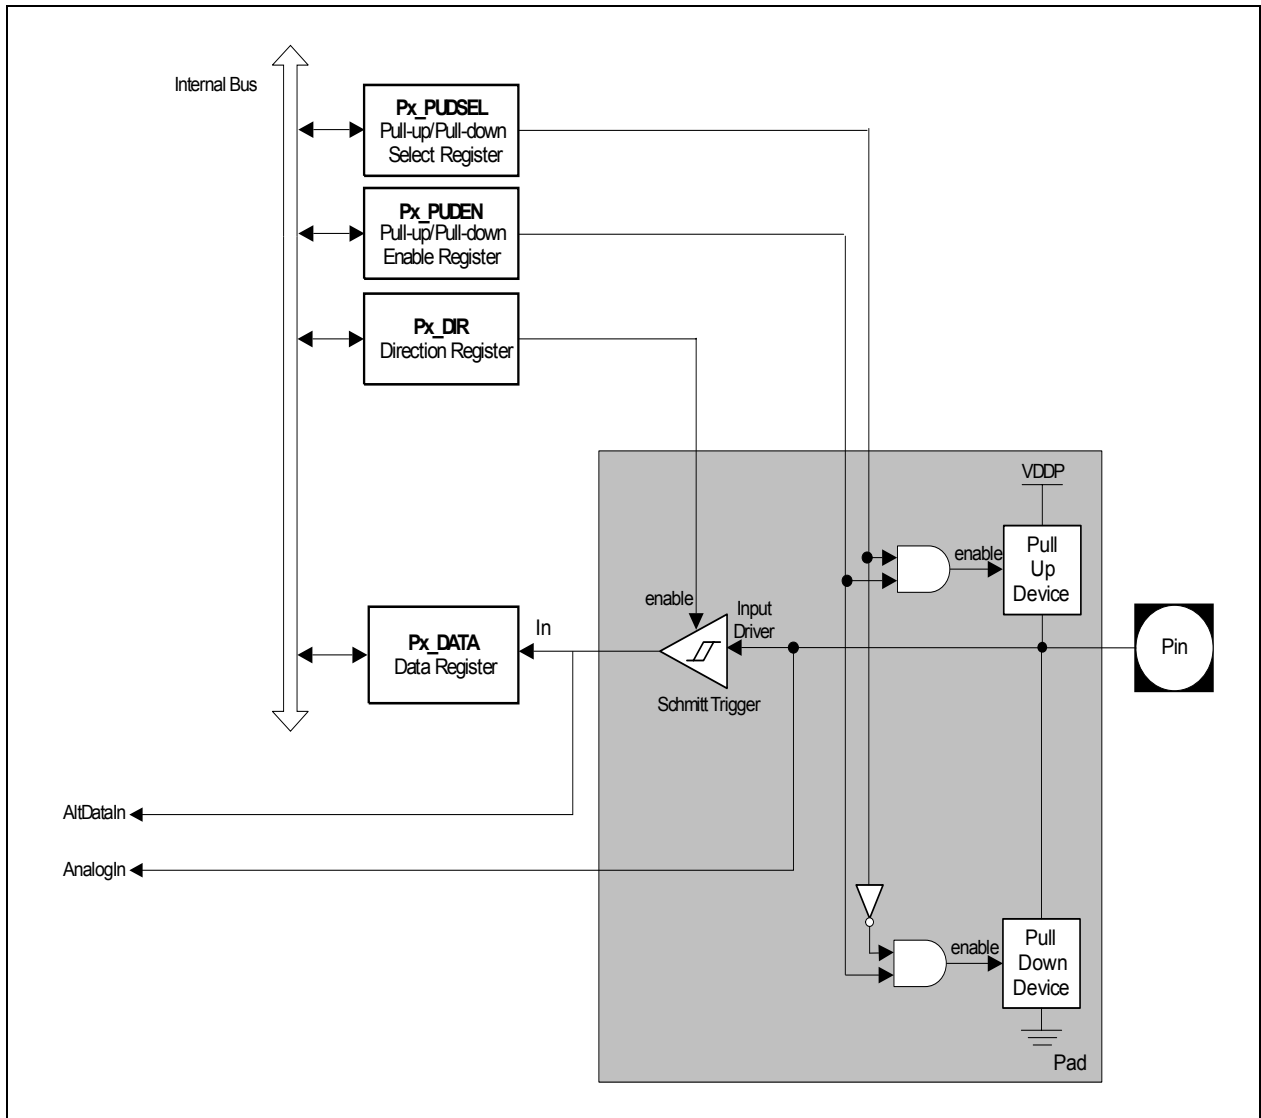 Internal Bus
Px_PUDSEL
Pull-up/Pull-down
Select Register
Px_PUDEN
Pull-up/Pull-down
Enable Register
Px_DIR
Direction Register
VDDP
enable
Pull
Up
Device
enable
Input
Driver
In
Px_DATA
Data Register
Schmitt Trigger
Pin
AltDataIn
AnalogIn
enable
Pull
Down
Device
Pad